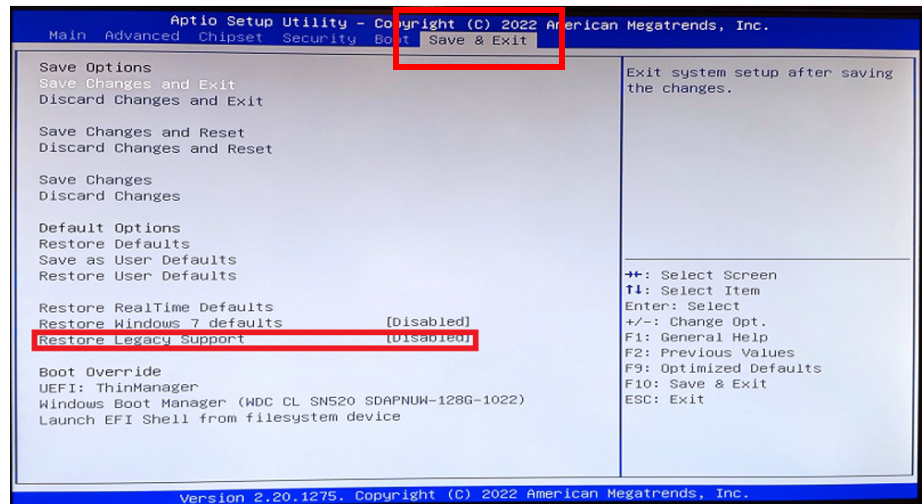 Aptio Setup Utility – Copyright (C) 2022 American Megatrends, Inc.
Main Advanced Chipset Security Boot Save & Exit
Save Options
Save Changes and Exit
Discard Changes and Exit
Save Changes and Reset
Discard Changes and Reset
Save Changes
Discard Changes
Default Options
Restore Defaults
Save as User Defaults
Restore User Defaults
Restore RealTime Defaults
Restore Windows 7 defaults [Disabled]
Restore Legacy Support [Disabled]
Boot Override
UEFI: ThinManager
Windows Boot Manager (WDC CL SN520 SDAPNUW-128G-1022)
Launch EFI Shell from filesystem device
Exit system setup after saving
the changes.
→←: Select Screen
↑↓: Select Item
Enter: Select
+/-: Change Opt.
F1: General Help
F2: Previous Values
F9: Optimized Defaults
F10: Save & Exit
ESC: Exit
Version 2.20.1275. Copyright (C) 2022 American Megatrends, Inc.